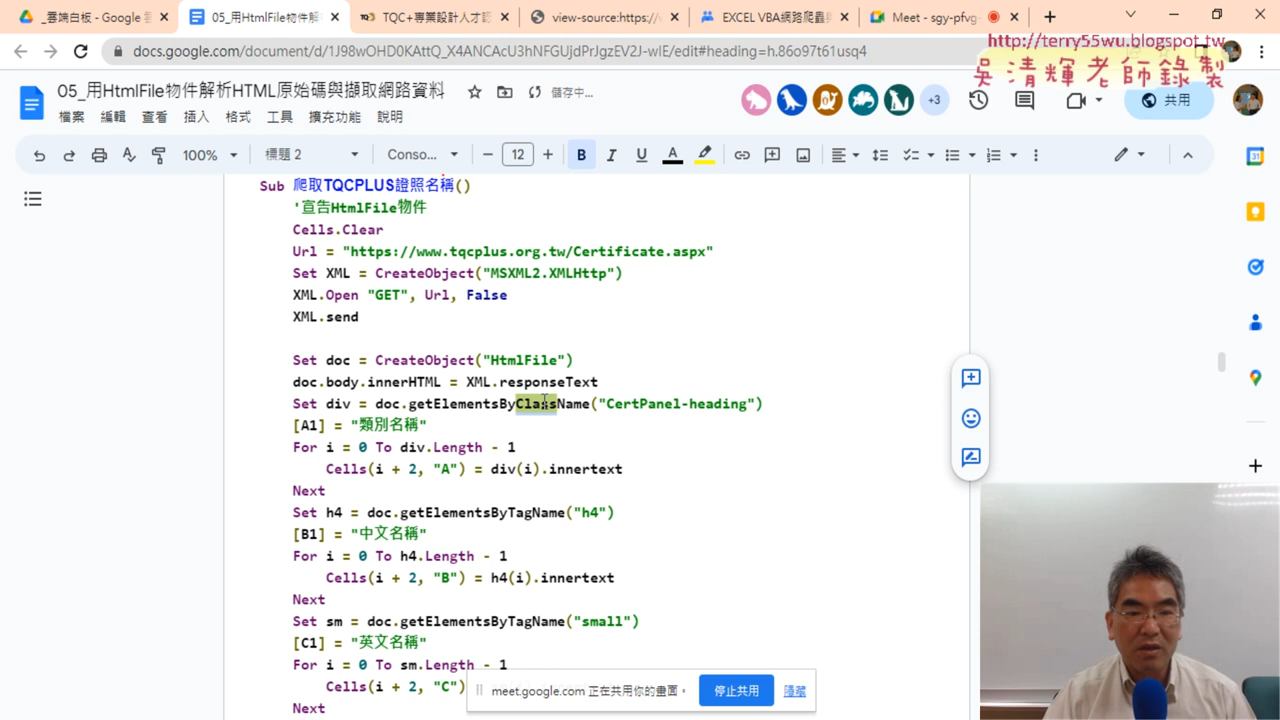 _雲端白板 - Google 雲
05_用HtmlFile物件解析
TQC+專業設計人才認
view-source:https://
EXCEL VBA網路爬蟲
Meet - sgy-pfvg
docs.google.com/document/d/1J98wOHD0KAttQ_X4ANCAcU3hNFGUjdPrJgzEV2J-wIE/edit#heading=h.86o97t61usq4
http://terry55wu.blogspot.tw
吳清輝老師錄製
05_用HtmlFile物件解析HTML原始碼與擷取網路資料
儲存中…
+3
共用
檔案 編輯 查看 插入 格式 工具 擴充功能 說明
100% 標題 2 Conso... 12 B I U A
Sub 爬取TQCPLUS證照名稱()
'宣告HtmlFile物件
Cells.Clear
Url = "https://www.tqcplus.org.tw/Certificate.aspx"
Set XML = CreateObject("MSXML2.XMLHttp")
XML.Open "GET", Url, False
XML.send
Set doc = CreateObject("HtmlFile")
doc.body.innerHTML = XML.responseText
Set div = doc.getElementsByClassName("CertPanel-heading")
[A1] = "類別名稱"
For i = 0 To div.Length - 1
Cells(i + 2, "A") = div(i).innertext
Next
Set h4 = doc.getElementsByTagName("h4")
[B1] = "中文名稱"
For i = 0 To h4.Length - 1
Cells(i + 2, "B") = h4(i).innertext
Next
Set sm = doc.getElementsByTagName("small")
[C1] = "英文名稱"
For i = 0 To sm.Length - 1
Cells(i + 2, "C")
Next
meet.google.com 正在共用你的畫面。
停止共用
隱藏